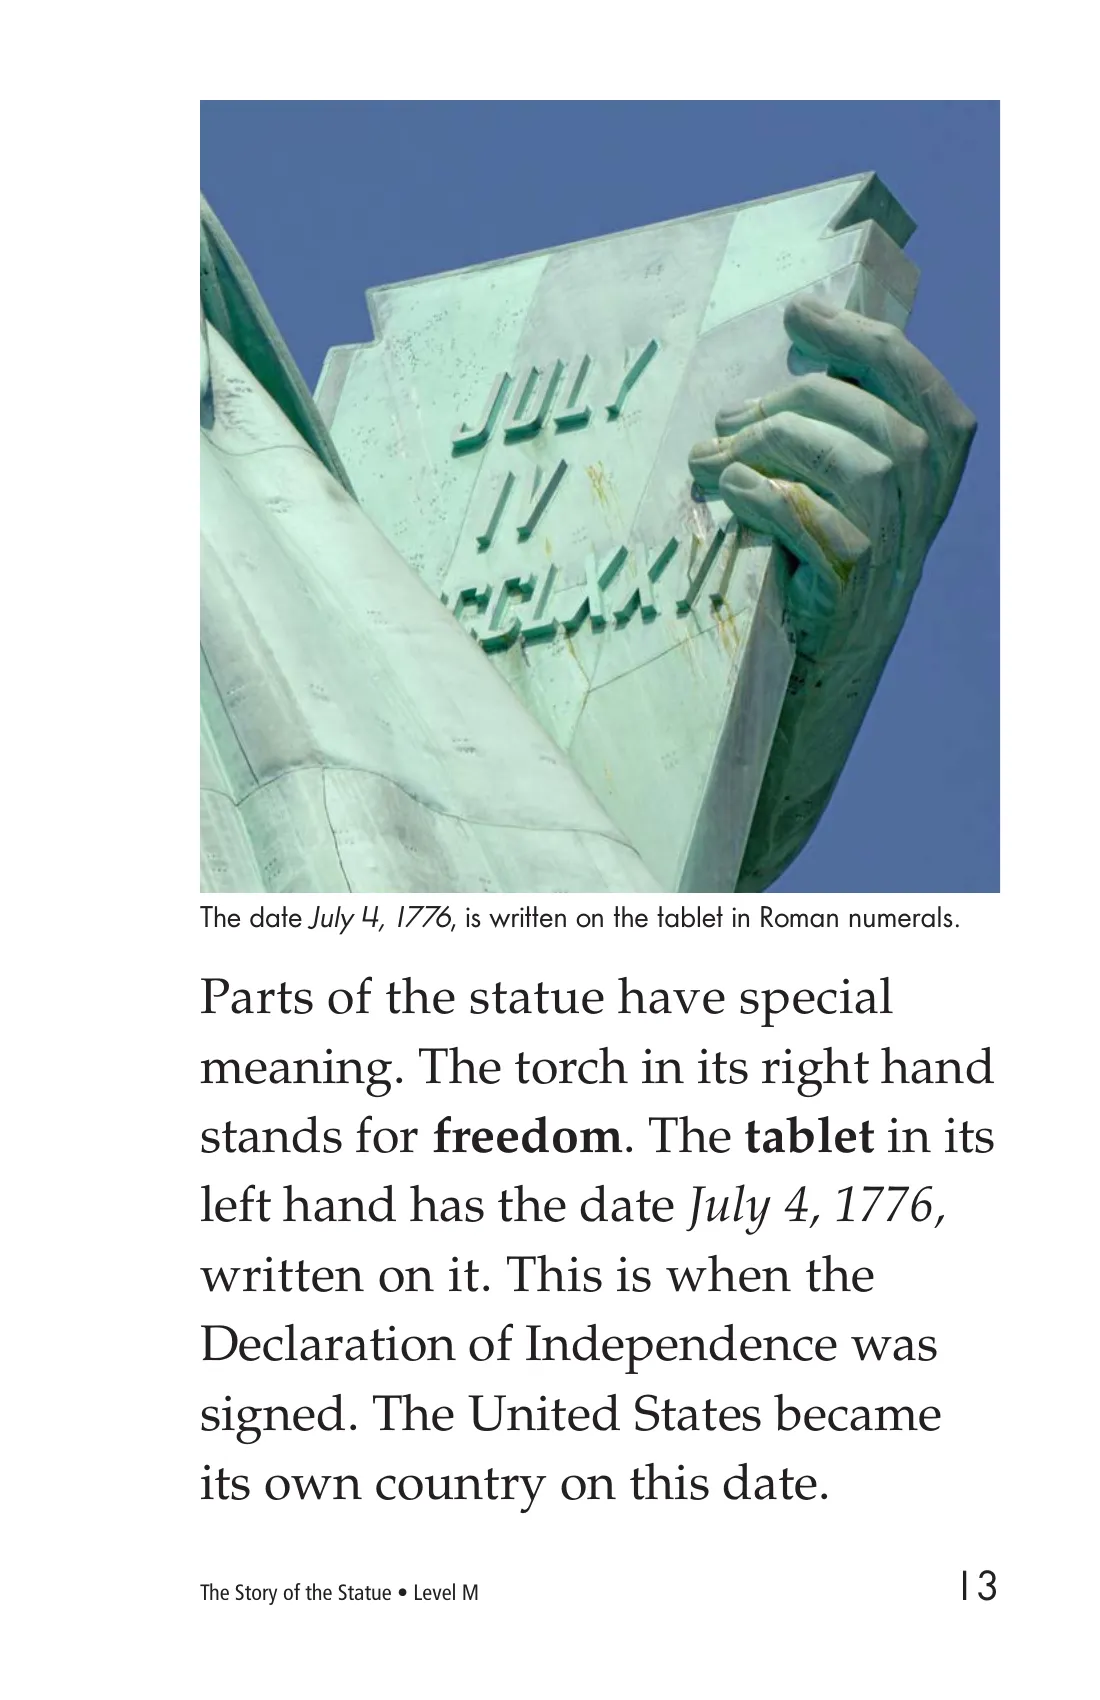 JULY
IV
CCLXXVI
The date July 4, 1776, is written on the tablet in Roman numerals.
Parts of the statue have special
meaning. The torch in its right hand
stands for freedom. The tablet in its
left hand has the date July 4, 1776,
written on it. This is when the
Declaration of Independence was
signed. The United States became
its own country on this date.
The Story of the Statue • Level M
13